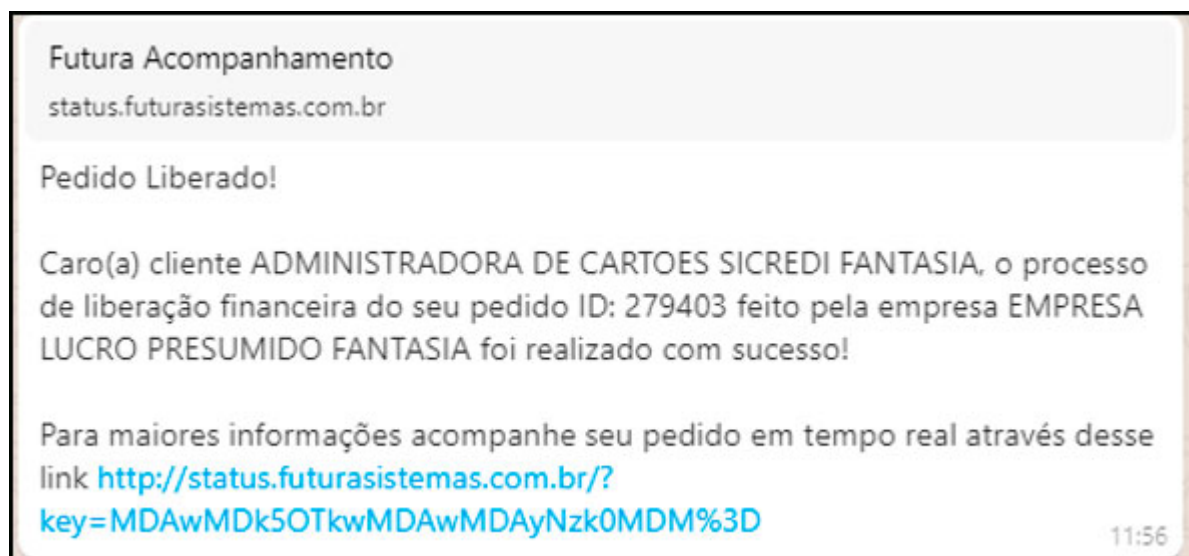 Futura Acompanhamento
status.futurasistemas.com.br
Pedido Liberado!
Caro(a) cliente ADMINISTRADORA DE CARTOES SICREDI FANTASIA, o processo
de liberação financeira do seu pedido ID: 279403 feito pela empresa EMPRESA
LUCRO PRESUMIDO FANTASIA foi realizado com sucesso!
Para maiores informações acompanhe seu pedido em tempo real através desse
link http://status.futurasistemas.com.br/?
key=MDAwMDk5OTkwMDAwMDAyNzk0MDM%3D
11:56